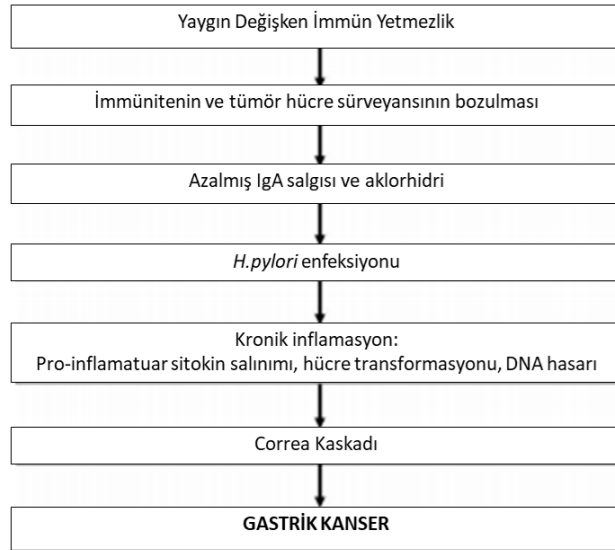 Yaygın Değişken İmmün Yetmezlik
İmmünitenin ve tümör hücre sürveyansının bozulması
Azalmış IgA salgısı ve aklorhidri
H.pylori enfeksiyonu
Kronik inflamasyon:
Pro-inflamatuar sitokin salınımı, hücre transformasyonu, DNA hasarı
Correa Kaskadı
GASTRİK KANSER